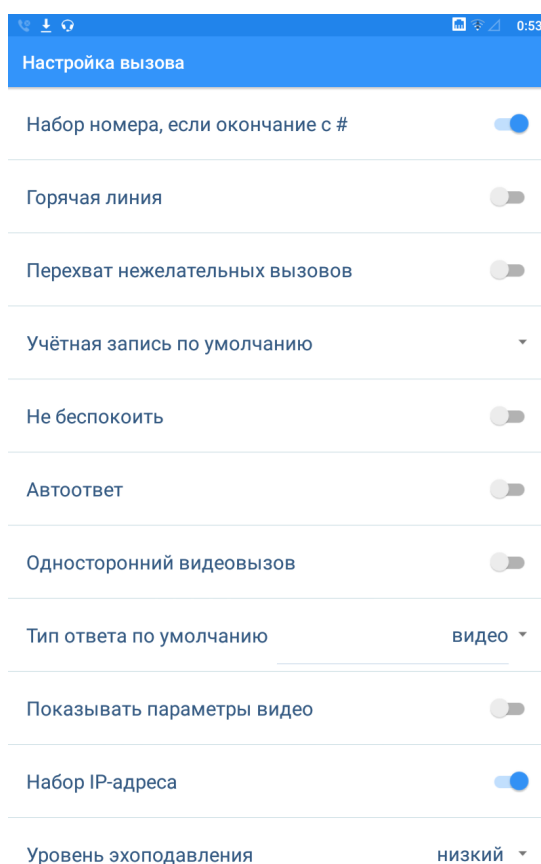 0:53
Настройка вызова
Набор номера, если окончание с #
Горячая линия
Перехват нежелательных вызовов
Учётная запись по умолчанию
Не беспокоить
Автоответ
Односторонний видеовызов
Тип ответа по умолчанию видео
Показывать параметры видео
Набор IP-адреса
Уровень эхоподавления низкий